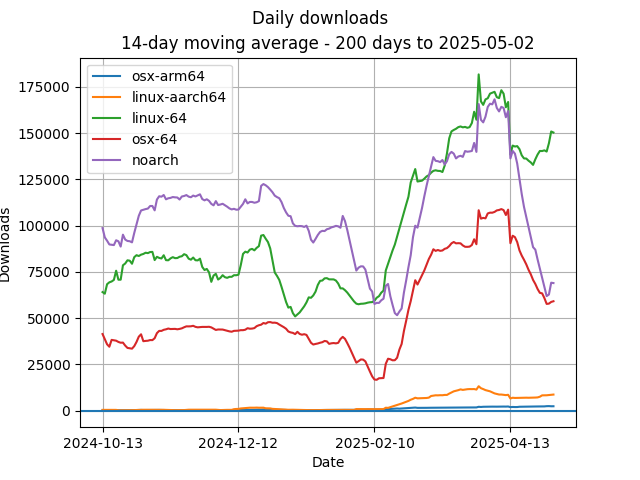 Daily downloads
14-day moving average - 200 days to 2025-05-02
osx-arm64
linux-aarch64
linux-64
osx-64
noarch
175000
150000
125000
100000
75000
50000
25000
0
Downloads
2024-10-13
2024-12-12
2025-02-10
2025-04-13
Date